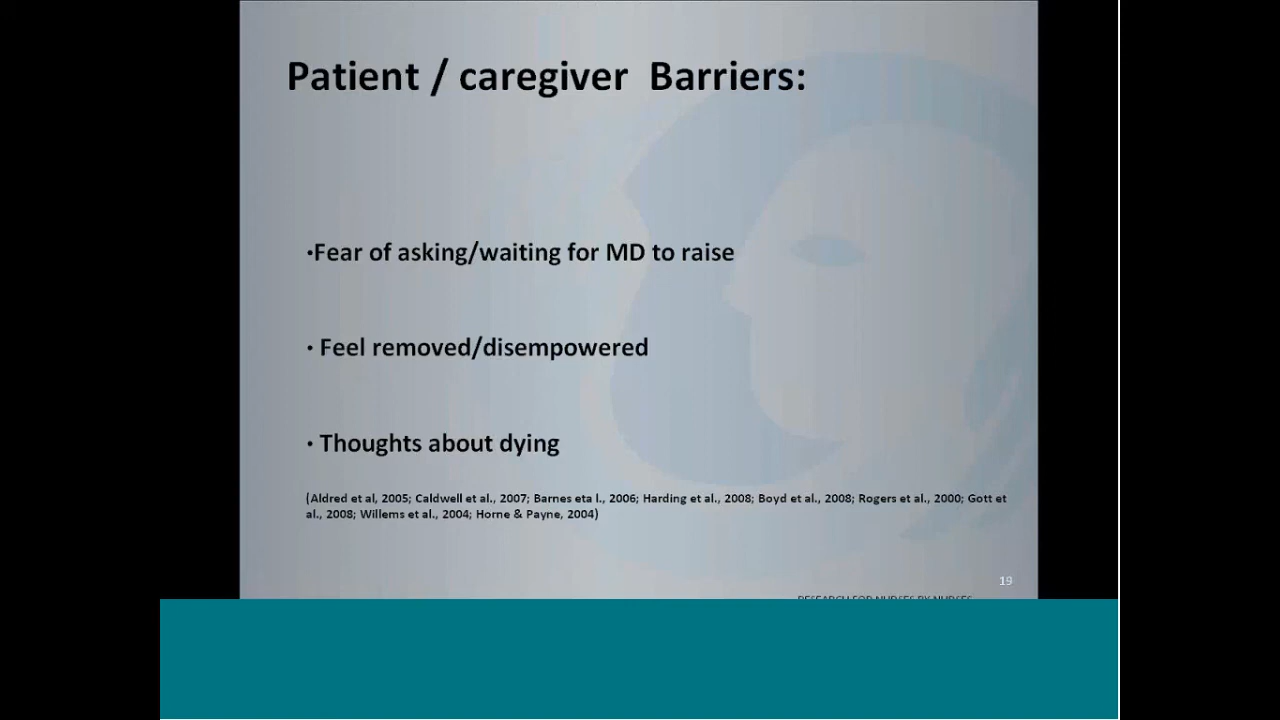 Patient / caregiver  Barriers:
•Fear of asking/waiting for MD to raise
• Feel removed/disempowered
• Thoughts about dying
(Aldred et al, 2005; Caldwell et al., 2007; Barnes eta l., 2006; Harding et al., 2008; Boyd et al., 2008; Rogers et al., 2000; Gott et
al., 2008; Willems et al., 2004; Horne & Payne, 2004)
19
RESEARCH FOR NURSES BY NURSES